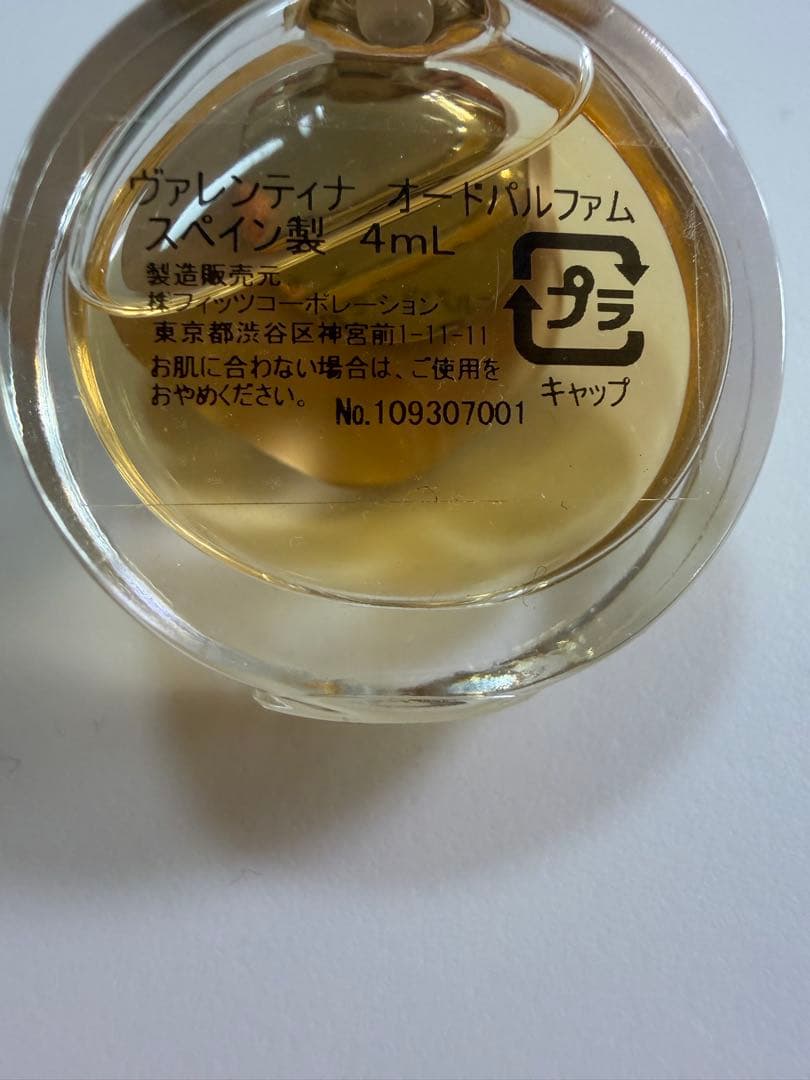 ヴァレンティナ オードパルファム
スペイン製 4mL
製造販売元
㈱フィッツコーポレーション
東京都渋谷区神宮前1-11-11
お肌に合わない場合は、ご使用を
おやめください。
No.109307001
プラ
キャップ